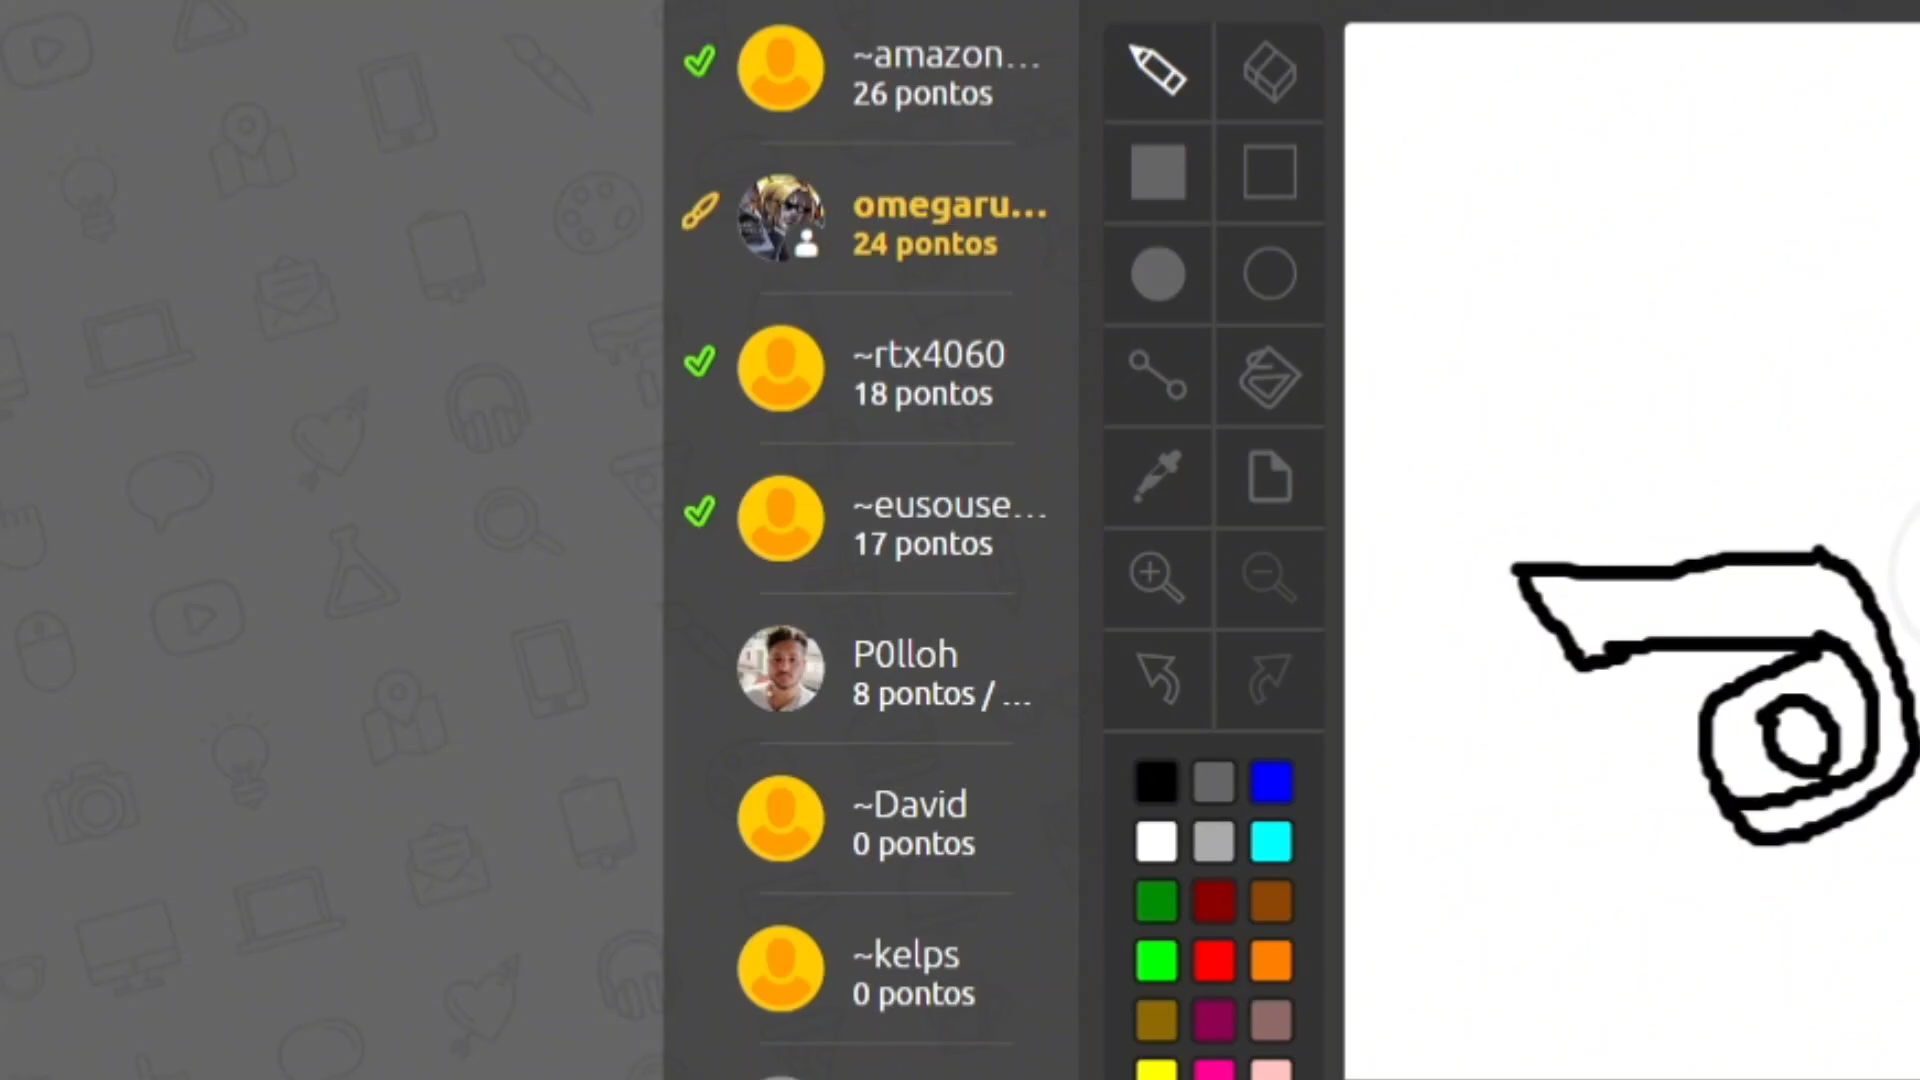 ~amazon...
26 pontos
omegaru...
24 pontos
~rtx4060
18 pontos
~eusouse...
17 pontos
P0lloh
8 pontos / ...
~David
0 pontos
~kelps
0 pontos